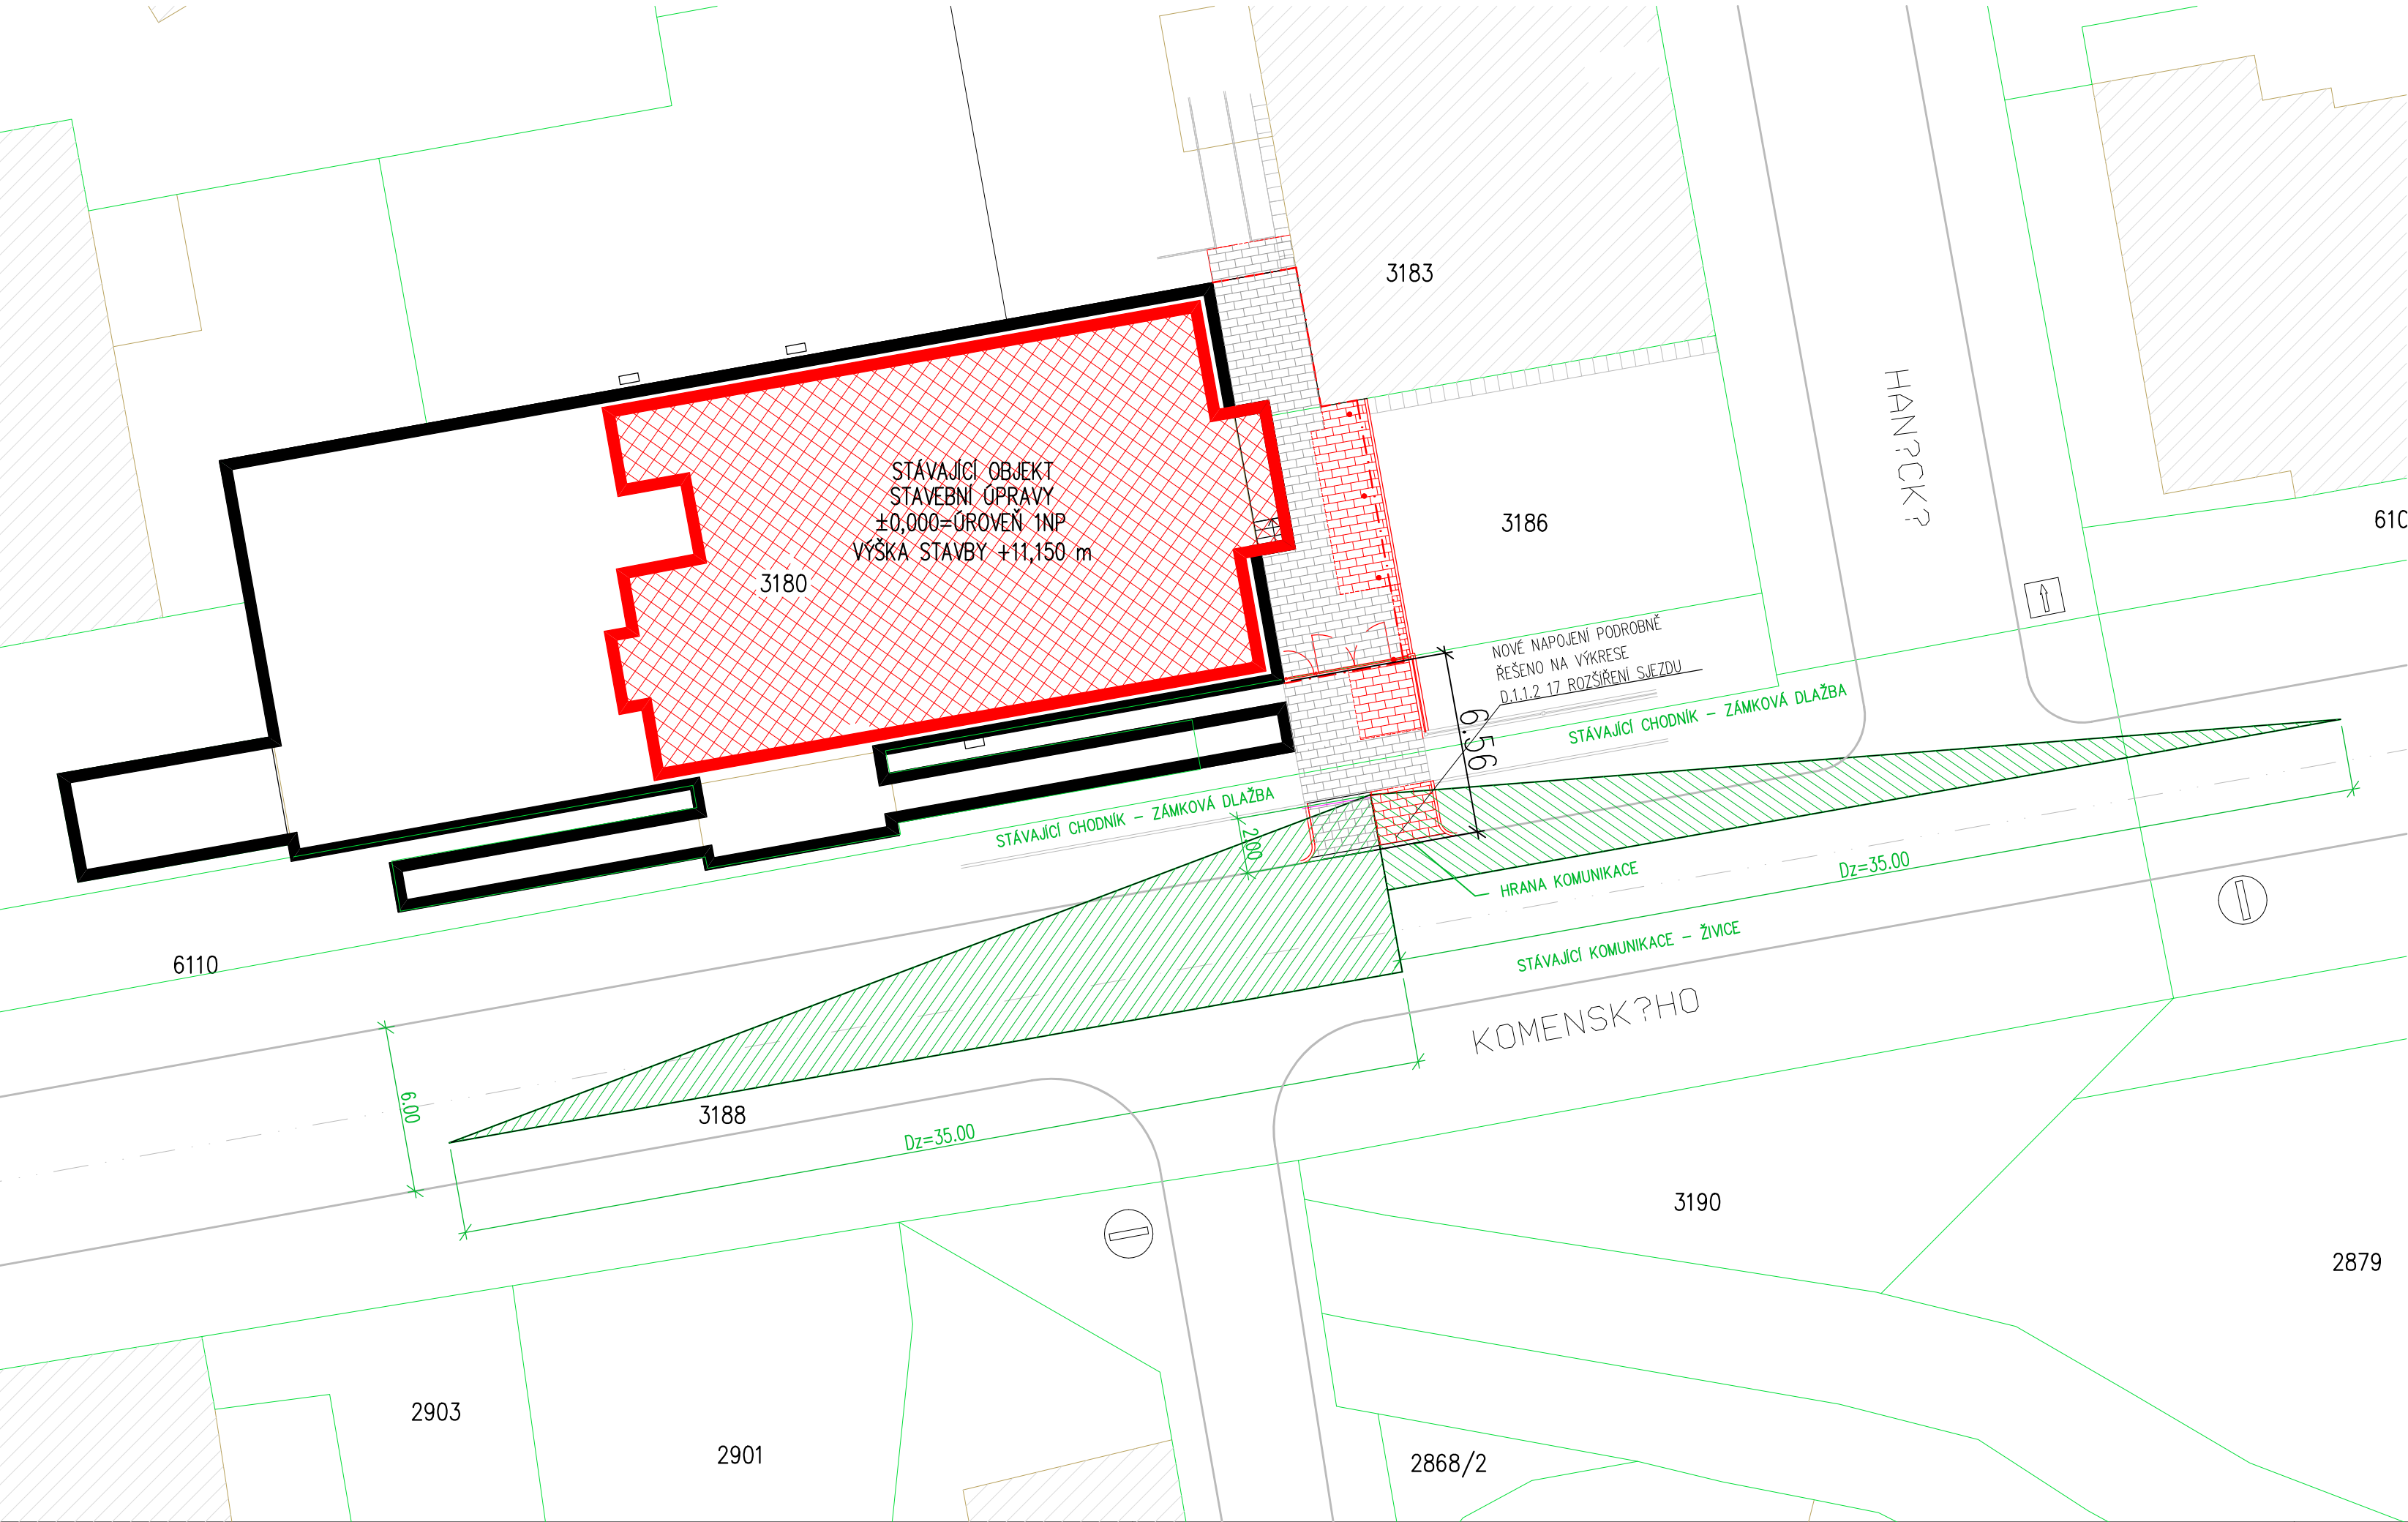 3183
HAN?CK?
STÁVAJÍCÍ OBJEKT
STAVEBNÍ ÚPRAVY
±0,000=ÚROVEŇ 1NP
VÝŠKA STAVBY +11,150 m
3180
3186
610
NOVÉ NAPOJENÍ PODROBNĚ
ŘEŠENO NA VÝKRESE
D.1.1.2 17 ROZŠÍŘENÍ SJEZDU
6.56
STÁVAJÍCÍ CHODNÍK – ZÁMKOVÁ DLAŽBA
STÁVAJÍCÍ CHODNÍK – ZÁMKOVÁ DLAŽBA
200
HRANA KOMUNIKACE
Dz=35.00
STÁVAJÍCÍ KOMUNIKACE – ŽIVICE
6110
KOMENSK?HO
6.00
3188
Dz=35.00
3190
2879
2903
2901
2868/2